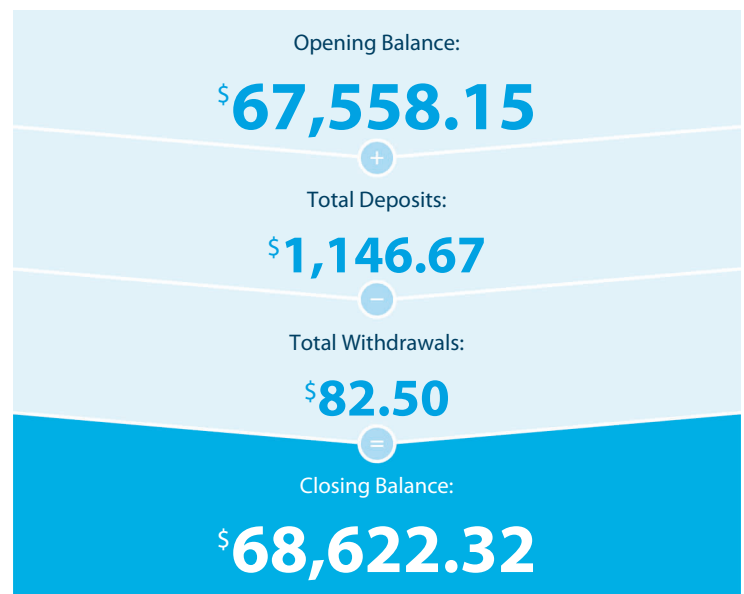 Opening Balance:
$67,558.15
+
Total Deposits:
$1,146.67
−
Total Withdrawals:
$82.50
=
Closing Balance:
$68,622.32